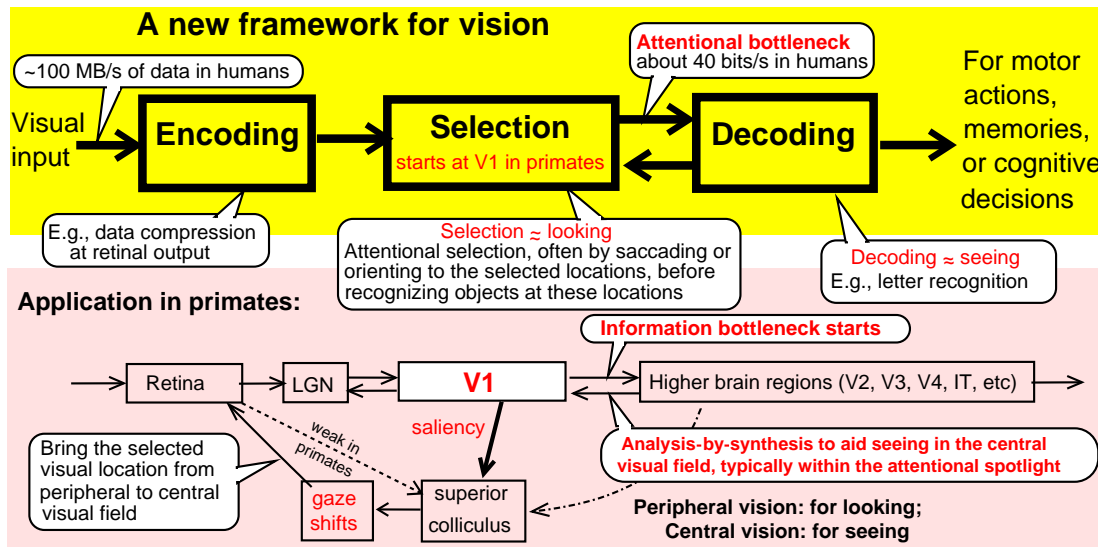 A new framework for vision
~100 MB/s of data in humans
Attentional bottleneck
about 40 bits/s in humans
Visual
input
Encoding
Selection
starts at V1 in primates
Decoding
For motor
actions,
memories,
or cognitive
decisions
E.g., data compression
at retinal output
Selection ≈ looking
Attentional selection, often by saccading or
orienting to the selected locations, before
recognizing objects at these locations
Decoding ≈ seeing
E.g., letter recognition
Application in primates:
Information bottleneck starts
Retina
LGN
V1
Higher brain regions (V2, V3, V4, IT, etc)
saliency
weak in
primates
Bring the selected
visual location from
peripheral to central
visual field
Analysis-by-synthesis to aid seeing in the central
visual field, typically within the attentional spotlight
gaze
shifts
superior
colliculus
Peripheral vision: for looking;
Central vision: for seeing